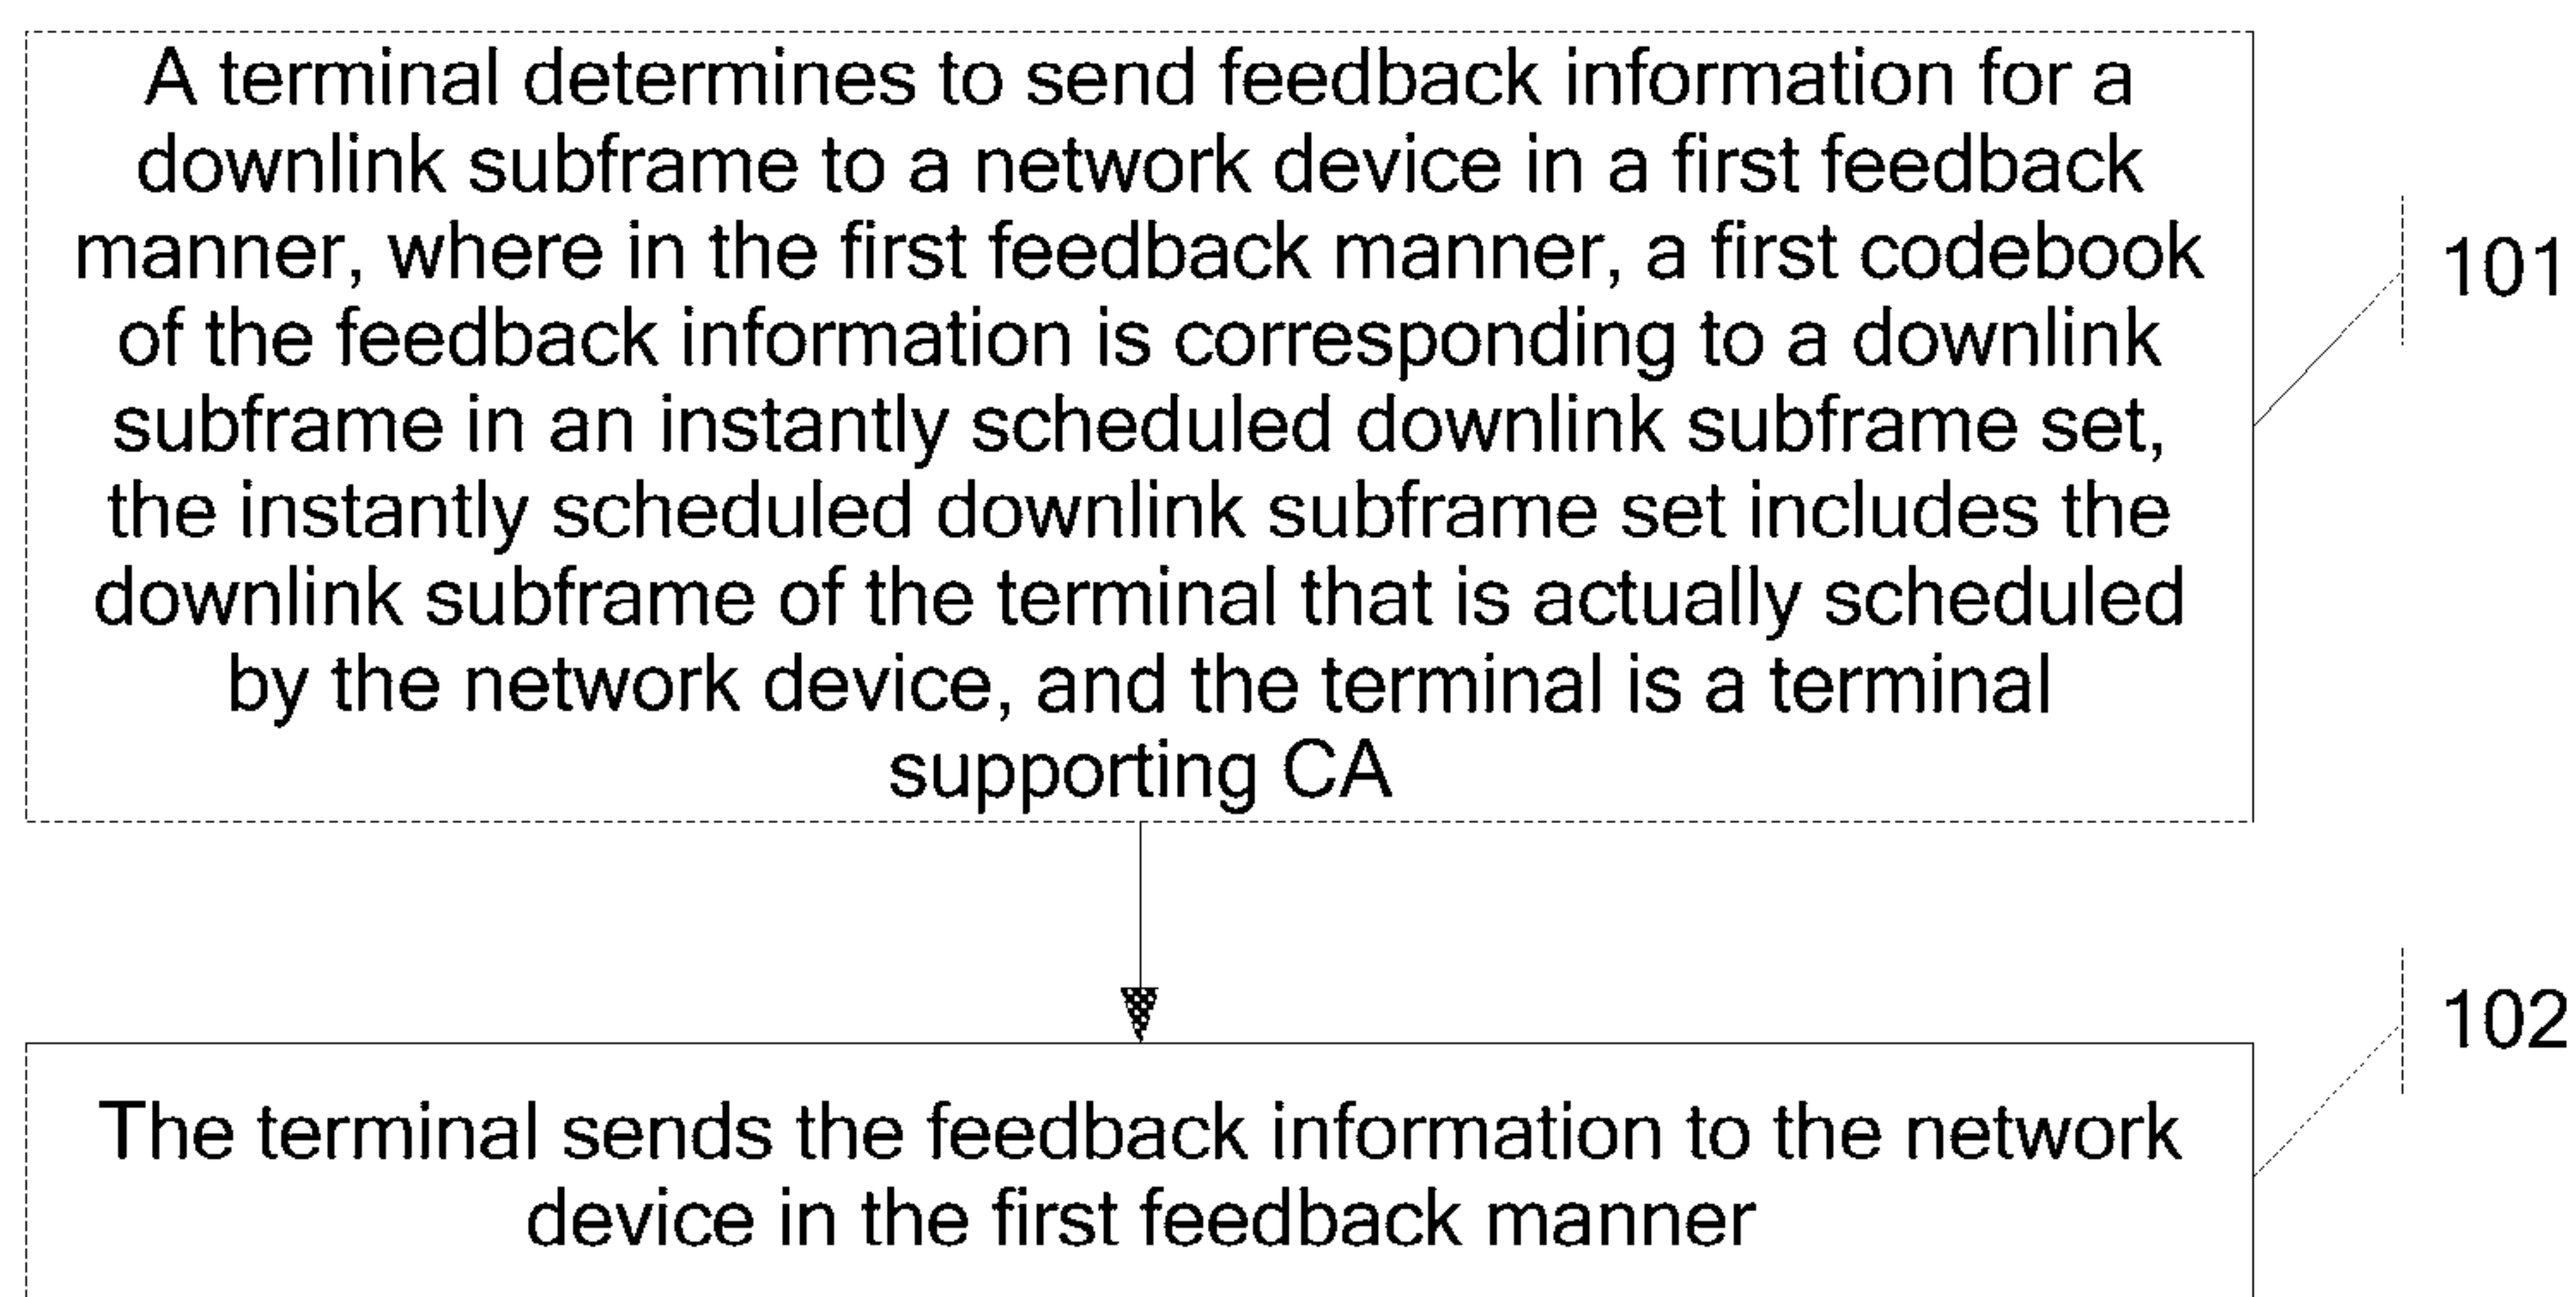 A terminal determines to send feedback information for a
downlink subframe to a network device in a first feedback
manner, where in the first feedback manner, a first codebook
of the feedback information is corresponding to a downlink
subframe in an instantly scheduled downlink subframe set,
the instantly scheduled downlink subframe set includes the
downlink subframe of the terminal that is actually scheduled
by the network device, and the terminal is a terminal
supporting CA
101
The terminal sends the feedback information to the network
device in the first feedback manner
102